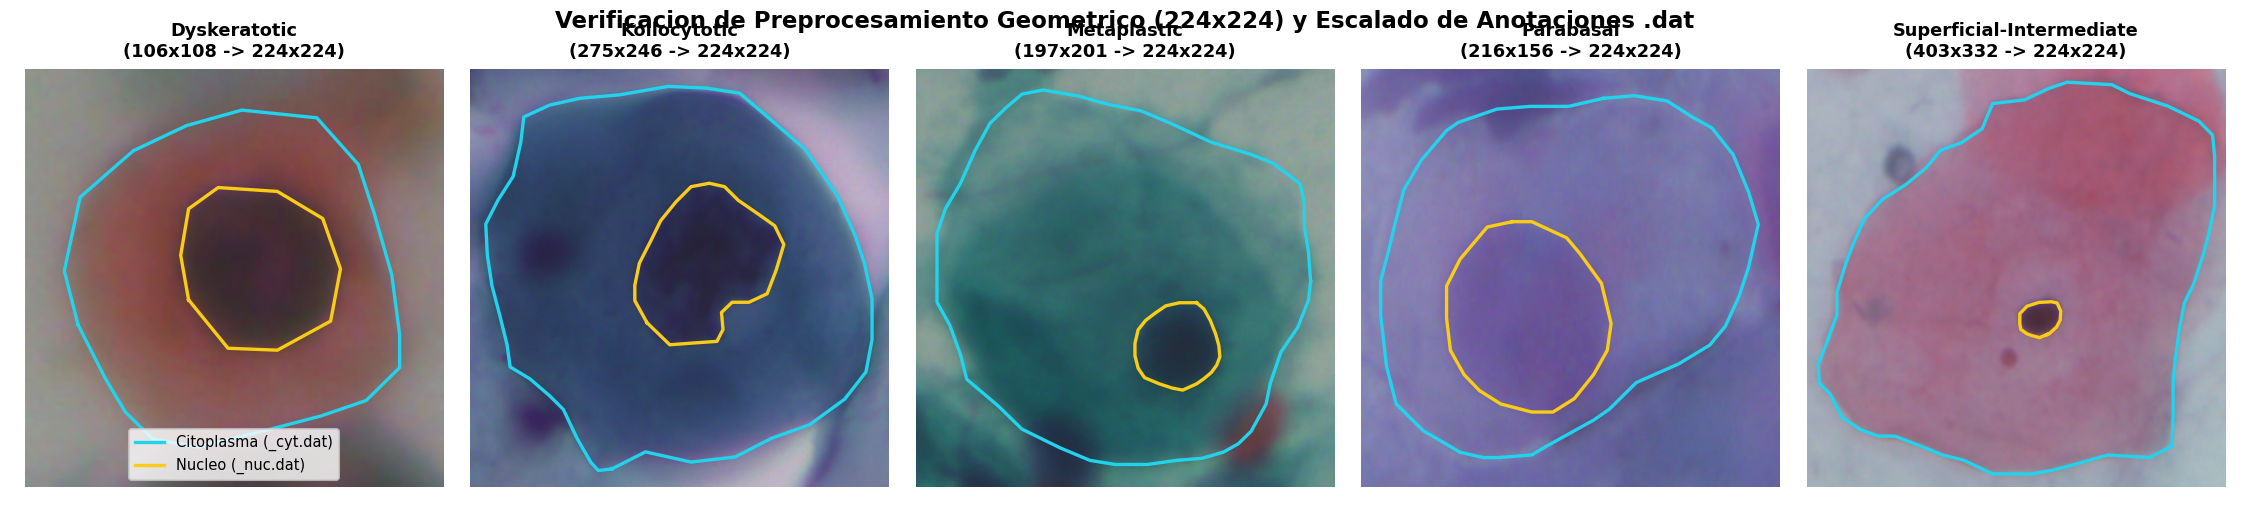 Verificacion de Preprocesamiento Geometrico (224x224) y Escalado de Anotaciones .dat
Dyskeratotic
(106x108 -> 224x224)
Koilocytotic
(275x246 -> 224x224)
Metaplastic
(197x201 -> 224x224)
Parabasal
(216x156 -> 224x224)
Superficial-Intermediate
(403x332 -> 224x224)
Citoplasma (_cyt.dat)
Nucleo (_nuc.dat)